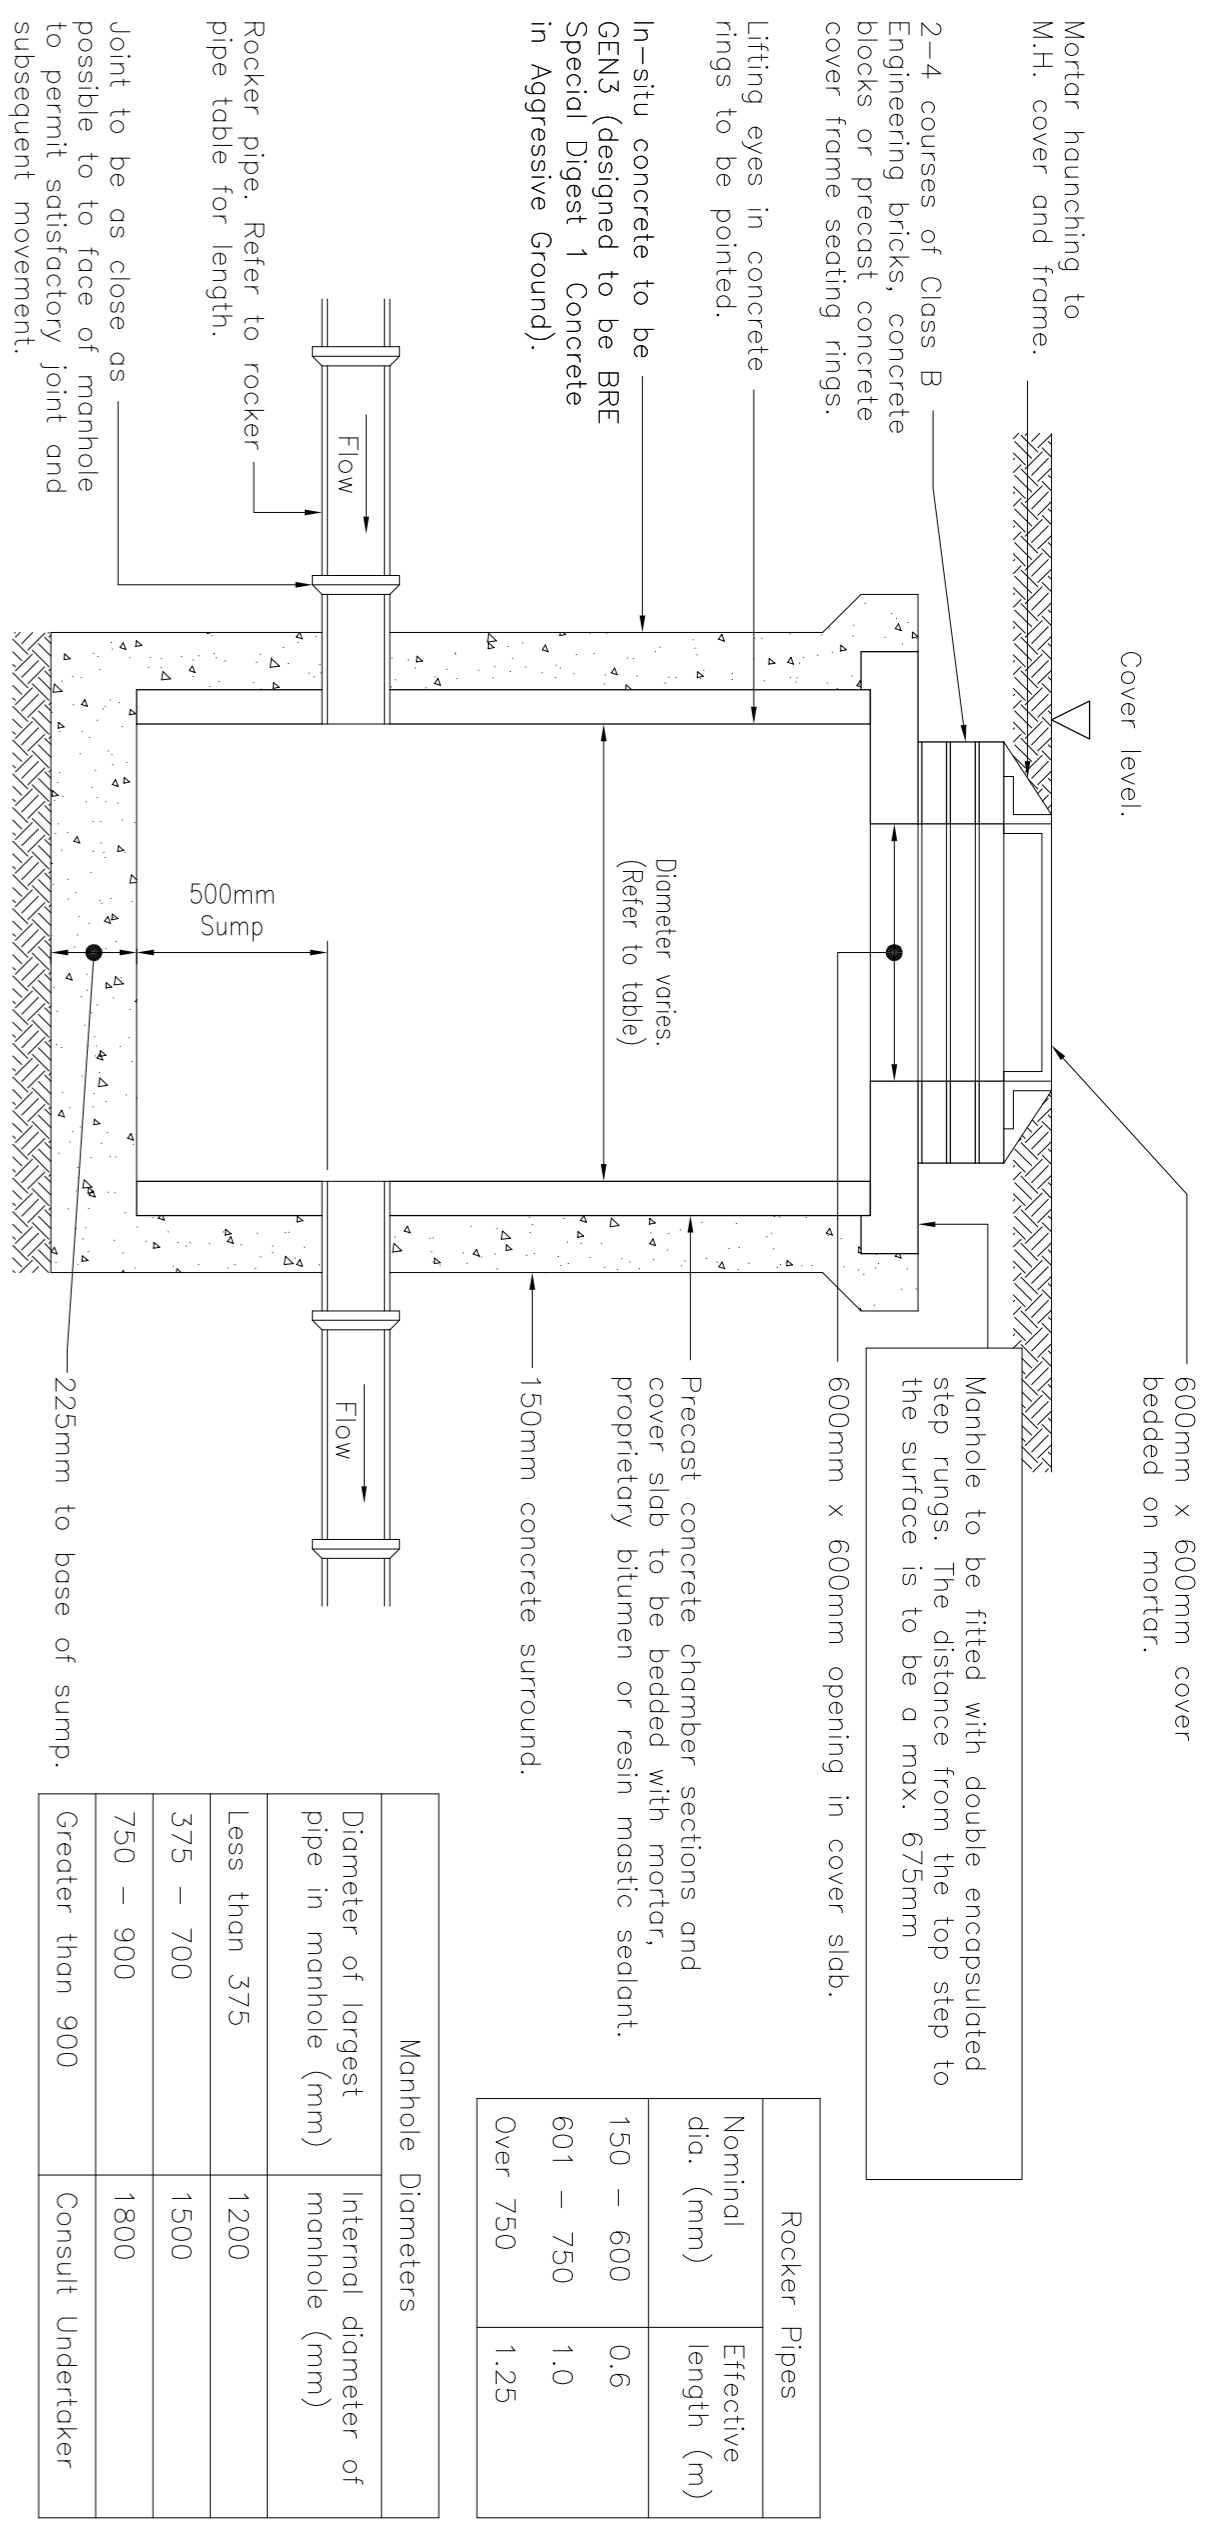 Cover level.
Mortar haunching to
M.H. cover and frame.
2-4 courses of Class B
Engineering bricks, concrete
blocks or precast concrete
cover frame seating rings.
Lifting eyes in concrete
rings to be pointed.
In-situ concrete to be
GEN3 (designed to be BRE
Special Digest 1 Concrete
in Aggressive Ground).
Rocker pipe. Refer to rocker
pipe table for length.
Joint to be as close as
possible to to face of manhole
to permit satisfactory joint and
subsequent movement.
Flow
Diameter varies.
(Refer to table)
500mm
Sump
Flow
600mm x 600mm cover
bedded on mortar.
Manhole to be fitted with double encapsulated
step rungs. The distance from the top step to
the surface is to be a max. 675mm
600mm x 600mm opening in cover slab.
Precast concrete chamber sections and
cover slab to be bedded with mortar,
proprietary bitumen or resin mastic sealant.
150mm concrete surround.
225mm to base of sump.
Rocker Pipes
Nominal Effective
dia. (mm) length (m)
150 - 600 0.6
601 - 750 1.0
Over 750 1.25
Manhole Diameters
Diameter of largest Internal diameter of
pipe in manhole (mm) manhole (mm)
Less than 375 1200
375 - 700 1500
750 - 900 1800
Greater than 900 Consult Undertaker